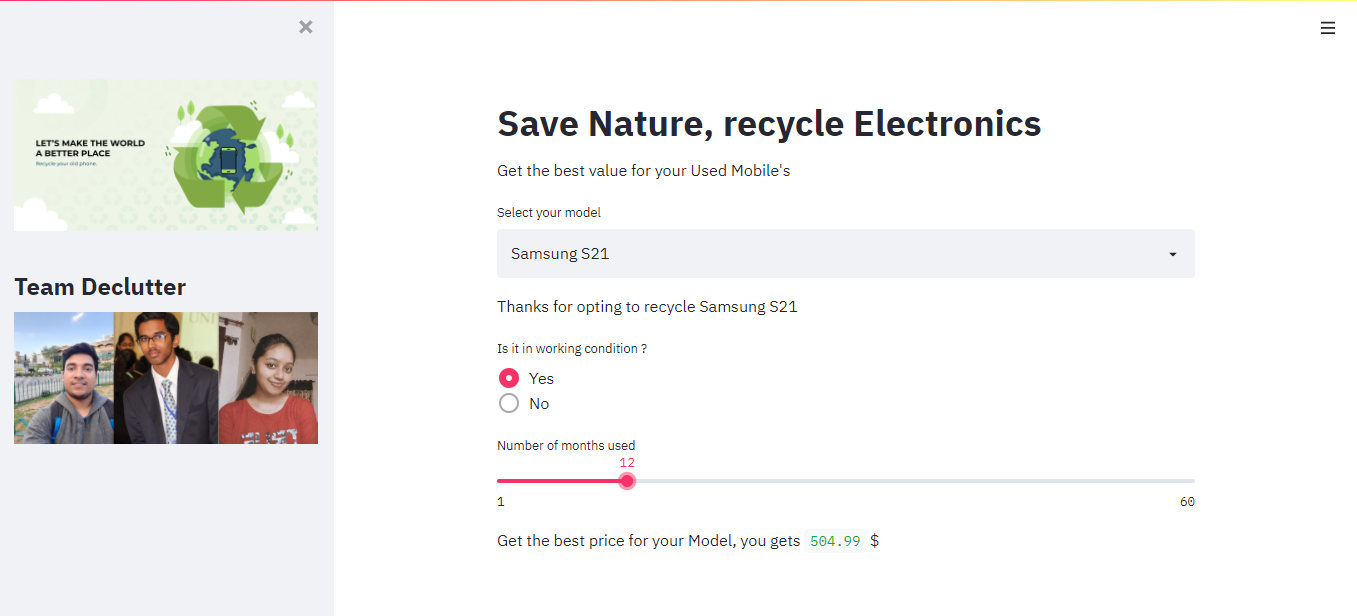 LET'S MAKE THE WORLD
A BETTER PLACE
Recycle your old phone.
Team Declutter
Save Nature, recycle Electronics
Get the best value for your Used Mobile's
Select your model
Samsung S21
Thanks for opting to recycle Samsung S21
Is it in working condition ?
Yes
No
Number of months used
12
1
60
Get the best price for your Model, you gets 504.99 $